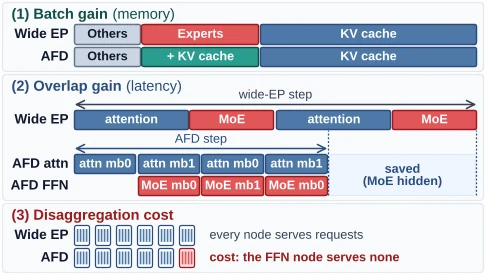 (1) Batch gain (memory)
Wide EP Others Experts KV cache
AFD Others + KV cache KV cache
(2) Overlap gain (latency)
wide-EP step
Wide EP attention MoE attention MoE
AFD step
AFD attn attn mb0 attn mb1 attn mb0 attn mb1
AFD FFN MoE mb0 MoE mb1 MoE mb0
saved
(MoE hidden)
(3) Disaggregation cost
Wide EP every node serves requests
AFD cost: the FFN node serves none